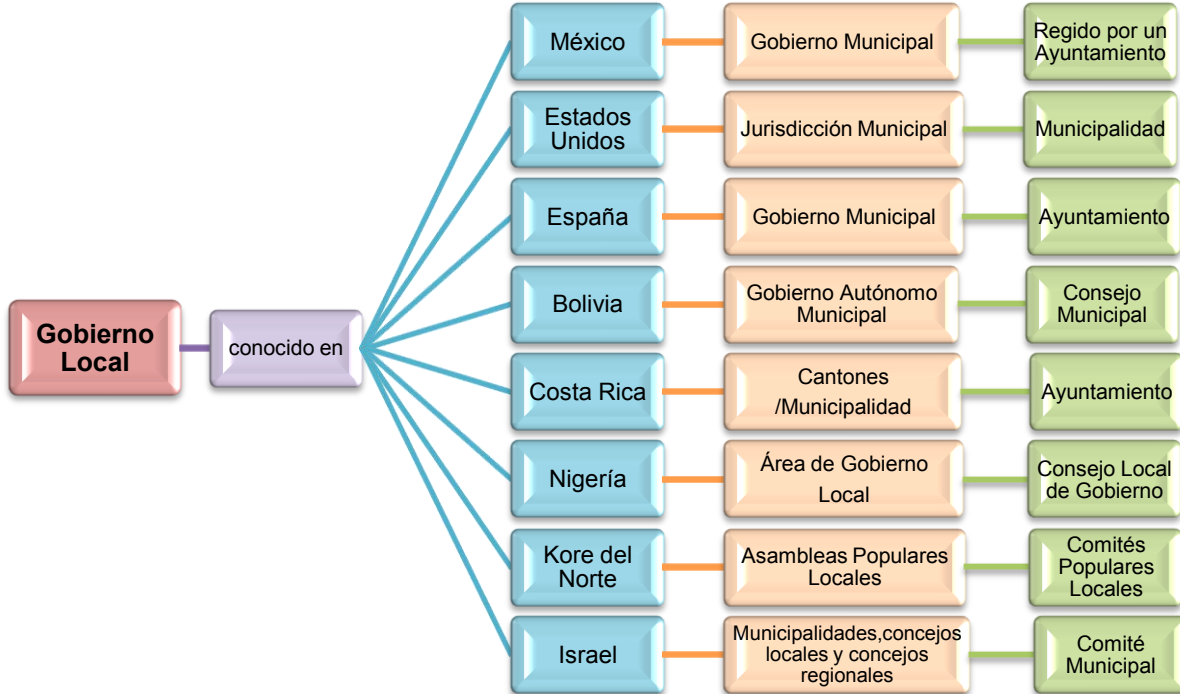 Gobierno
Local
conocido en
México
Gobierno Municipal
Regido por un
Ayuntamiento
Estados
Unidos
Jurisdicción Municipal
Municipalidad
España
Gobierno Municipal
Ayuntamiento
Bolivia
Gobierno Autónomo
Municipal
Consejo
Municipal
Costa Rica
Cantones
/Municipalidad
Ayuntamiento
Nigería
Área de Gobierno
Local
Consejo Local
de Gobierno
Kore del
Norte
Asambleas Populares
Locales
Comités
Populares
Locales
Israel
Municipalidades,concejos
locales y concejos
regionales
Comité
Municipal